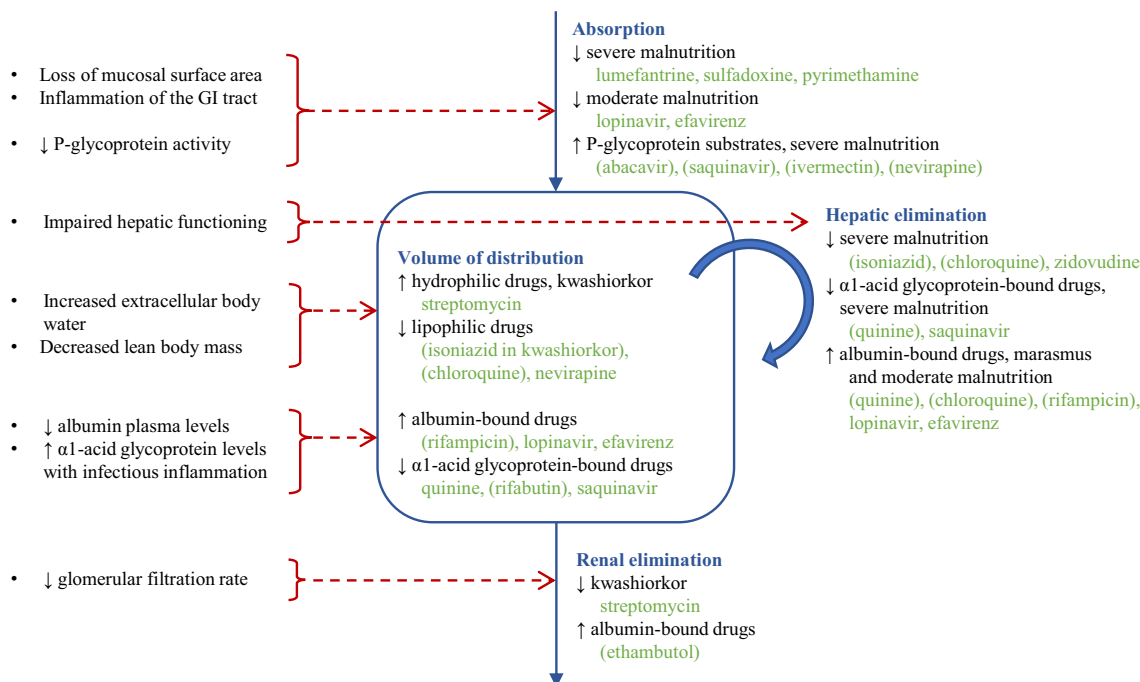 Absorption
↓ severe malnutrition
lumefantrine, sulfadoxine, pyrimethamine
↓ moderate malnutrition
lopinavir, efavirenz
↑ P-glycoprotein substrates, severe malnutrition
(abacavir), (saquinavir), (ivermectin), (nevirapine)
• Loss of mucosal surface area
• Inflammation of the GI tract
• ↓ P-glycoprotein activity
• Impaired hepatic functioning
Hepatic elimination
↓ severe malnutrition
(isoniazid), (chloroquine), zidovudine
↓ α1-acid glycoprotein-bound drugs,
severe malnutrition
(quinine), saquinavir
↑ albumin-bound drugs, marasmus
and moderate malnutrition
(quinine), (chloroquine), (rifampicin),
lopinavir, efavirenz
• Increased extracellular body
water
• Decreased lean body mass
Volume of distribution
↑ hydrophilic drugs, kwashiorkor
streptomycin
↓ lipophilic drugs
(isoniazid in kwashiorkor),
(chloroquine), nevirapine
• ↓ albumin plasma levels
• ↑ α1-acid glycoprotein levels
with infectious inflammation
↑ albumin-bound drugs
(rifampicin), lopinavir, efavirenz
↓ α1-acid glycoprotein-bound drugs
quinine, (rifabutin), saquinavir
• ↓ glomerular filtration rate
Renal elimination
↓ kwashiorkor
streptomycin
↑ albumin-bound drugs
(ethambutol)